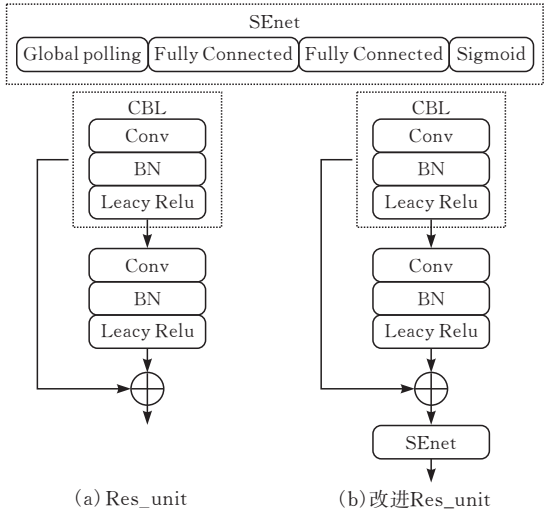 SEnet
Global polling Fully Connected Fully Connected Sigmoid
CBL CBL
Conv Conv
BN BN
Leacy Relu Leacy Relu
Conv Conv
BN BN
Leacy Relu Leacy Relu
SEnet
(a) Res_unit (b)改进Res_unit